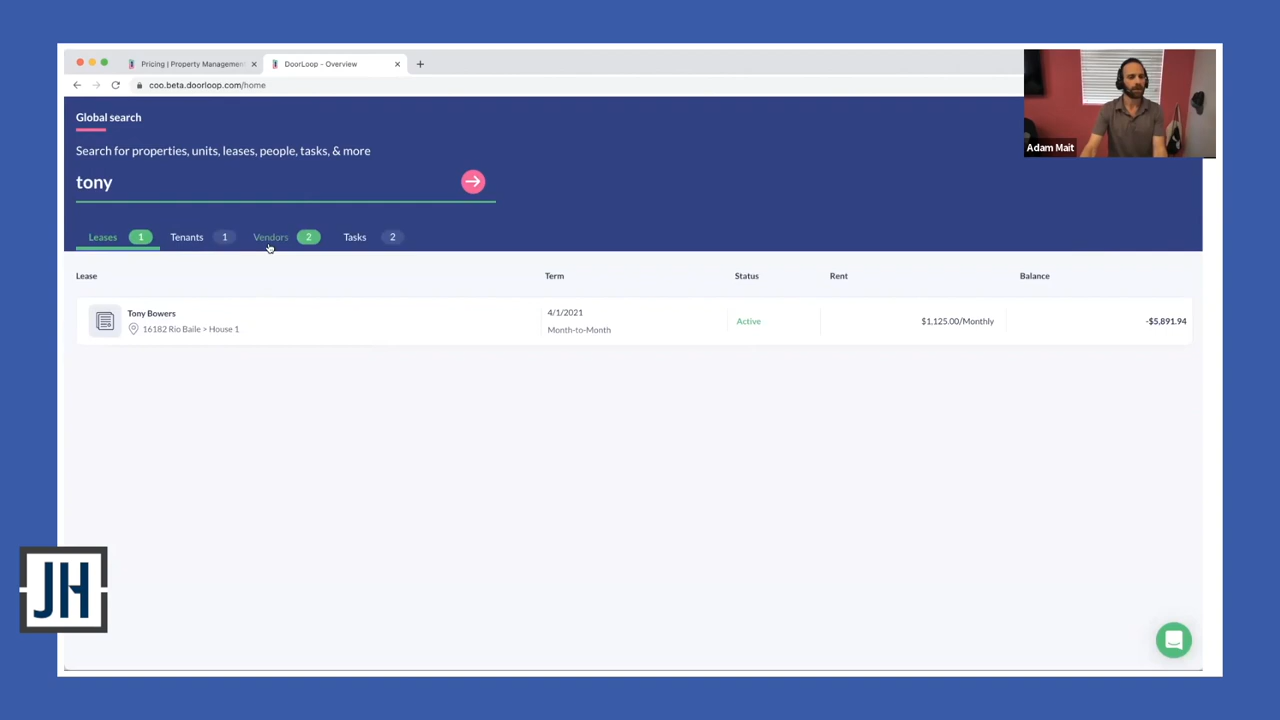 Pricing | Property Managemen
DoorLoop - Overview
coo.beta.doorloop.com/home
Adam Mait
Global search
Search for properties, units, leases, people, tasks, & more
tony
Leases 1 Tenants 1 Vendors 2 Tasks 2
Lease Term Status Rent Balance
Tony Bowers
16182 Rio Baile > House 1
4/1/2021
Month-to-Month
Active
$1,125.00/Monthly
-$5,891.94
JH